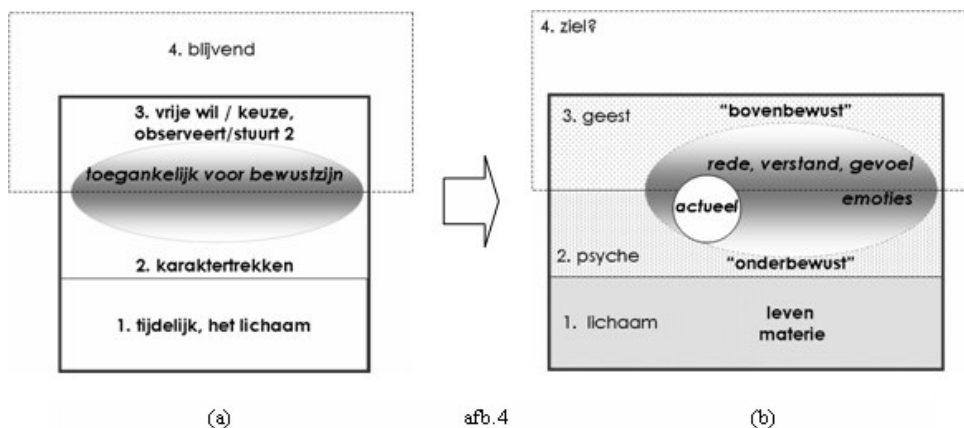 4. blijvend
3. vrije wil / keuze,
observeert/stuurt 2
toegankelijk voor bewustzijn
2. karaktertrekken
1. tijdelijk, het lichaam
(a)
afb.4
4. ziel?
3. geest
"bovenbewust"
rede, verstand, gevoel
emoties
actueel
2. psyche
"onderbewust"
1. lichaam
leven
materie
(b)